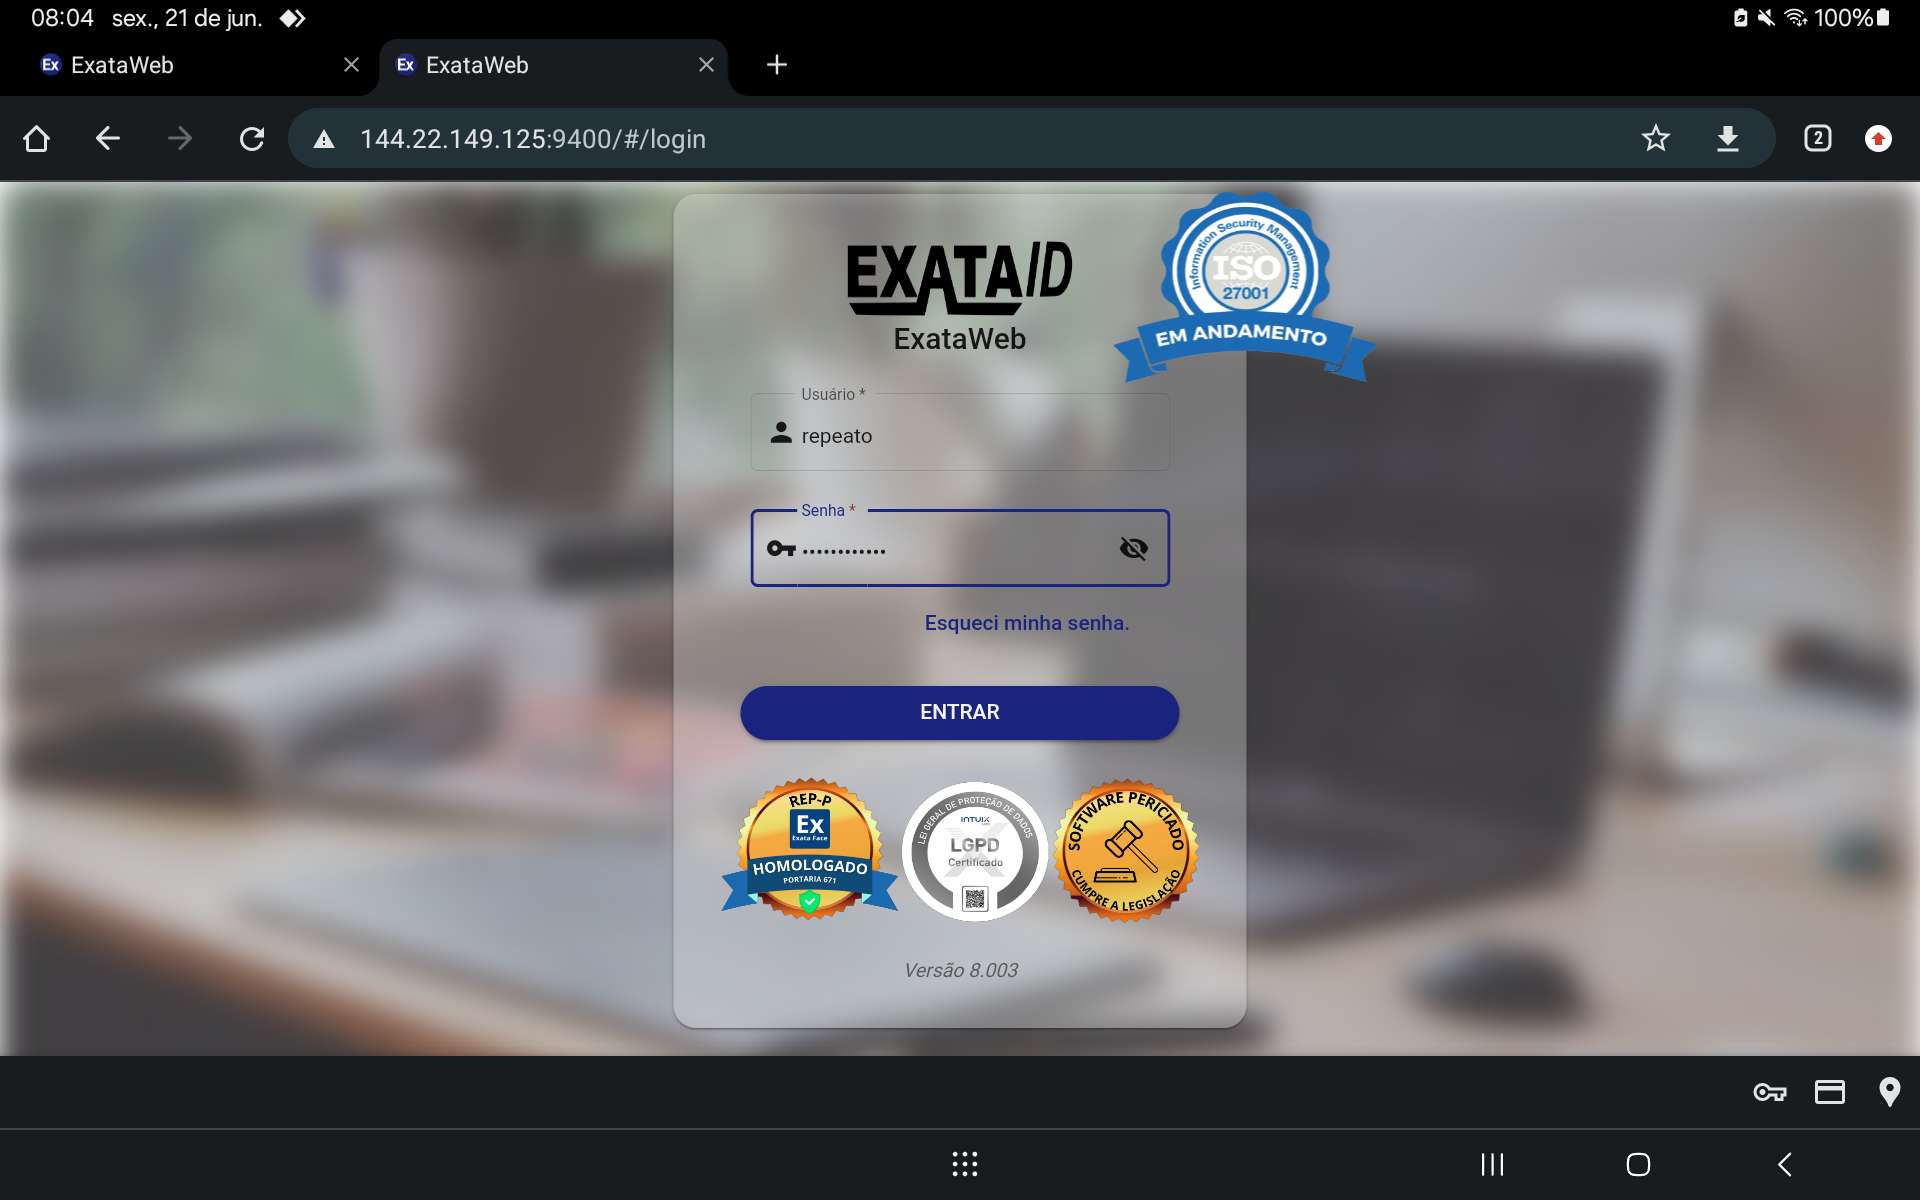 08:04 sex., 21 de jun. 100%
Ex ExataWeb
Ex ExataWeb
144.22.149.125:9400/#/login
2
EXATAID
ExataWeb
Information Security Management
ISO
27001
EM ANDAMENTO
Usuário *
repeato
Senha *
••••••••••••
Esqueci minha senha.
ENTRAR
REP-P
Ex
Exata Face
HOMOLOGADO
PORTARIA 671
LEI GERAL DE PROTEÇÃO DE DADOS
INTUIX
LGPD
Certificado
SOFTWARE PERICIADO
CUMPRE A LEGISLAÇÃO
Versão 8.003